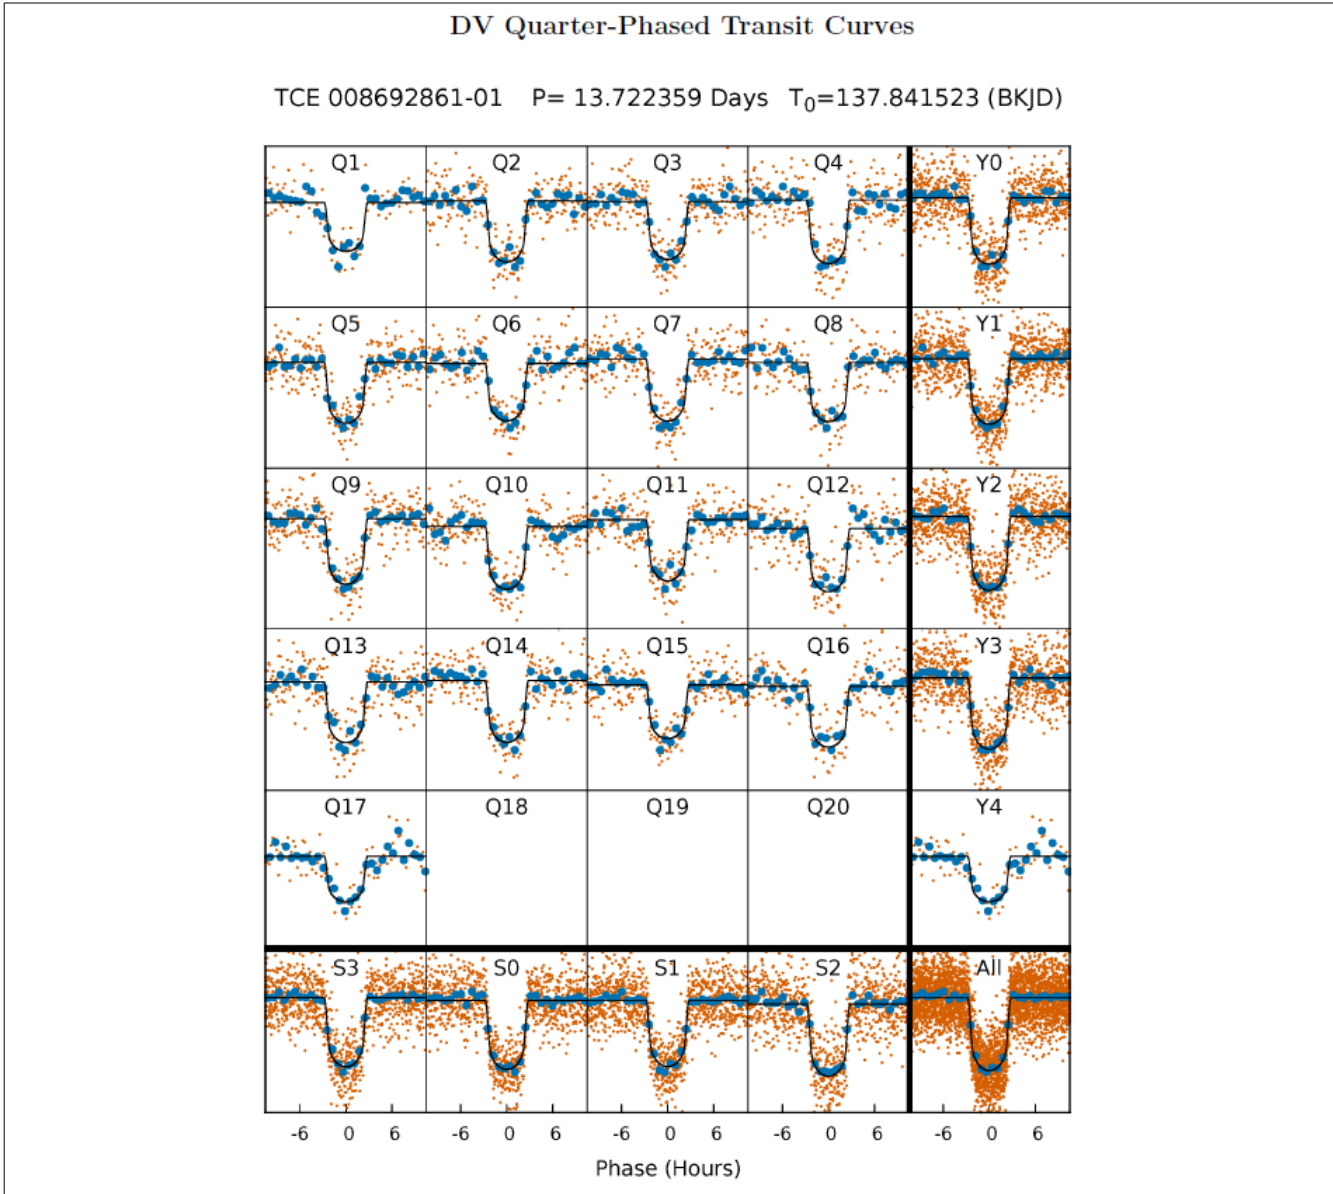 DV Quarter-Phased Transit Curves
TCE 008692861-01 P= 13.722359 Days T₀=137.841523 (BKJD)
Q1 Q2 Q3 Q4 Y0
Q5 Q6 Q7 Q8 Y1
Q9 Q10 Q11 Q12 Y2
Q13 Q14 Q15 Q16 Y3
Q17 Q18 Q19 Q20 Y4
S3 S0 S1 S2 All
-6 0 6 -6 0 6 -6 0 6 -6 0 6 -6 0 6
Phase (Hours)